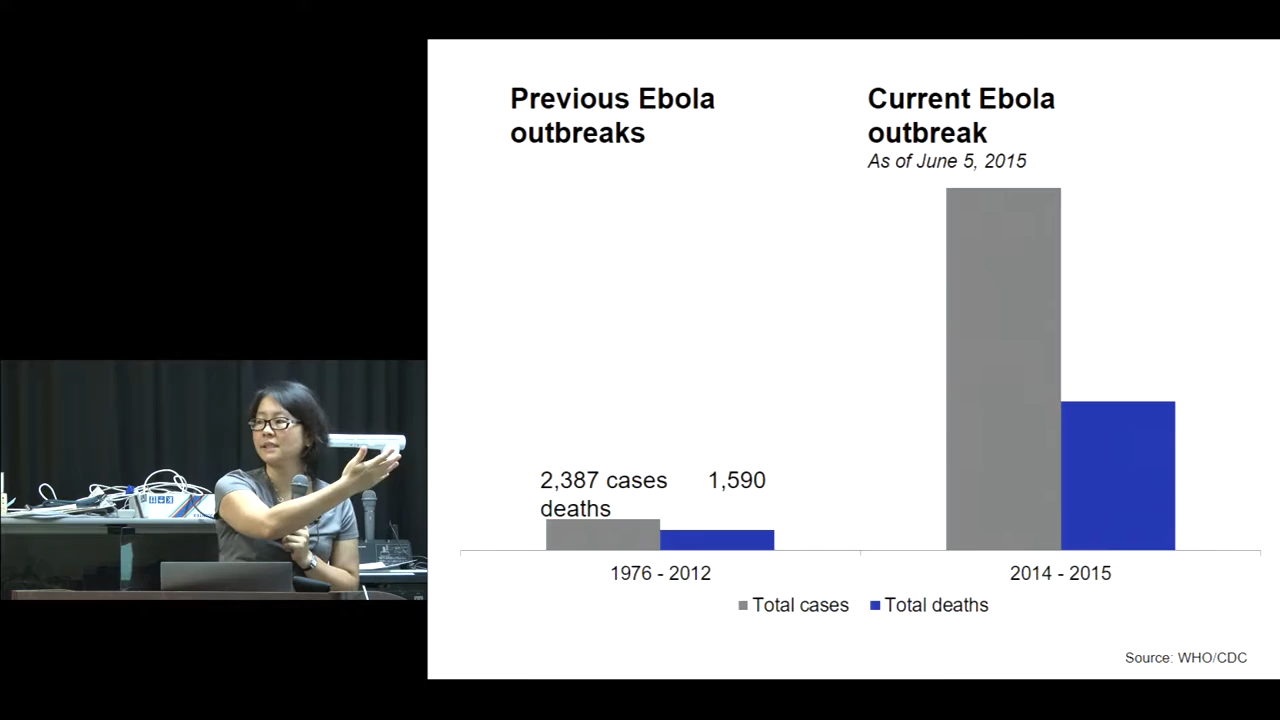 Previous Ebola
outbreaks
Current Ebola
outbreak
As of June 5, 2015
2,387 cases 1,590
deaths
1976 - 2012
2014 - 2015
Total cases Total deaths
Source: WHO/CDC